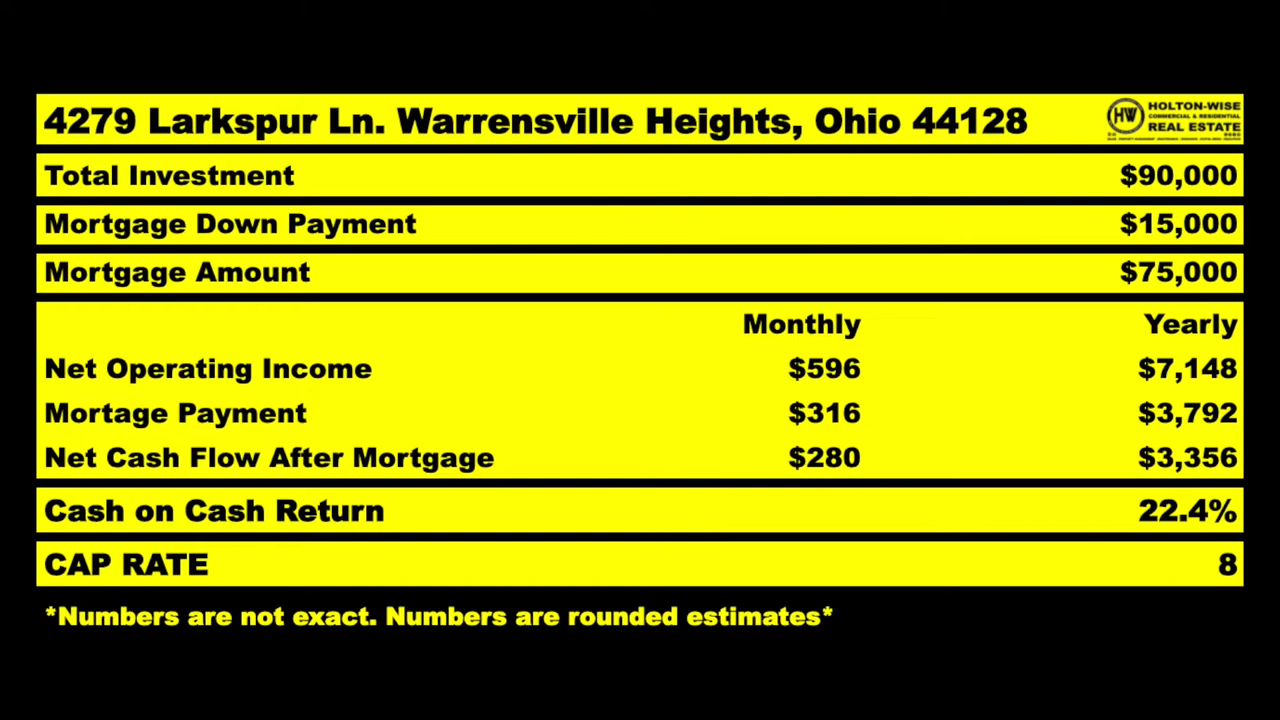 4279 Larkspur Ln. Warrensville Heights, Ohio 44128
HW
HOLTON-WISE
COMMERCIAL & RESIDENTIAL
REAL ESTATE
Total Investment $90,000
Mortgage Down Payment $15,000
Mortgage Amount $75,000
Monthly Yearly
Net Operating Income $596 $7,148
Mortage Payment $316 $3,792
Net Cash Flow After Mortgage $280 $3,356
Cash on Cash Return 22.4%
CAP RATE 8
*Numbers are not exact. Numbers are rounded estimates*